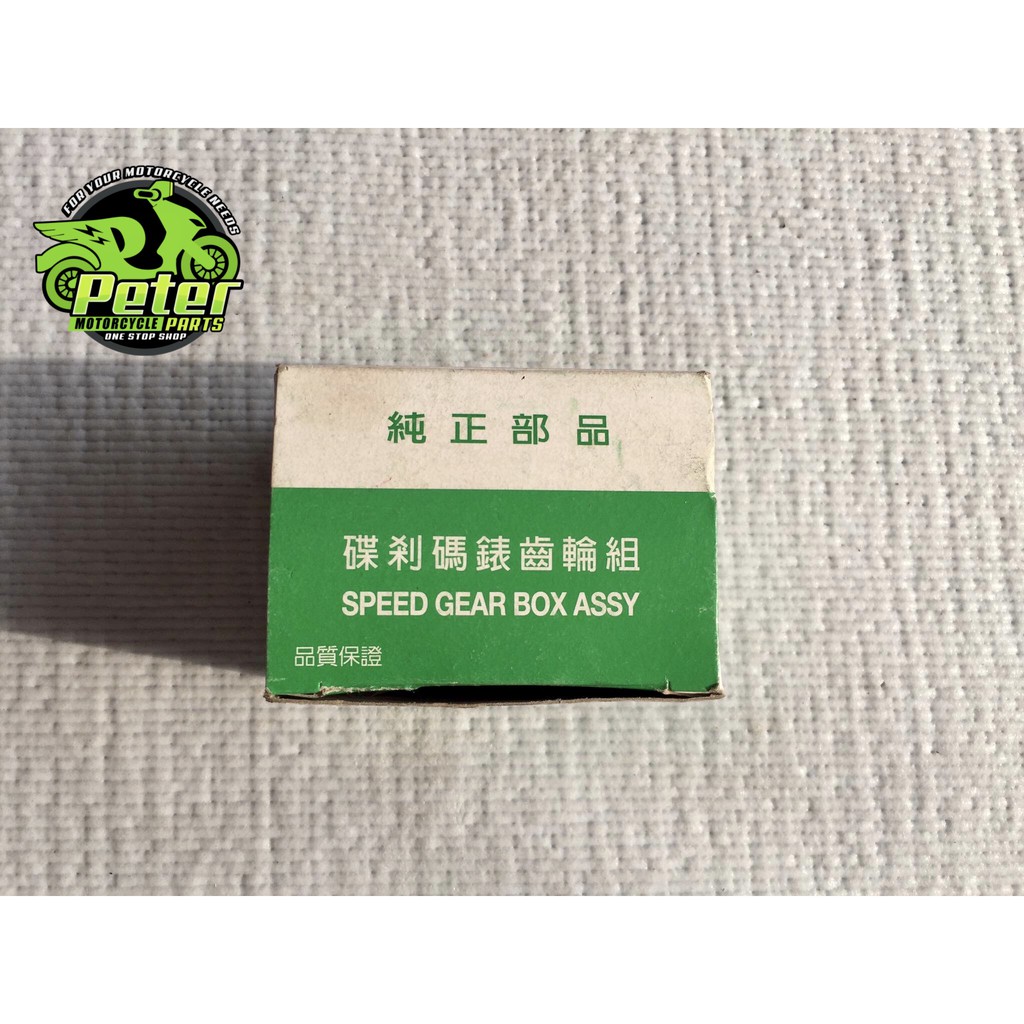 FOR YOUR MOTORCYCLE NEEDS
Peter
MOTORCYCLE PARTS
ONE STOP SHOP
純正部品
碟刹碼錶齒輪組
SPEED GEAR BOX ASSY
品質保證